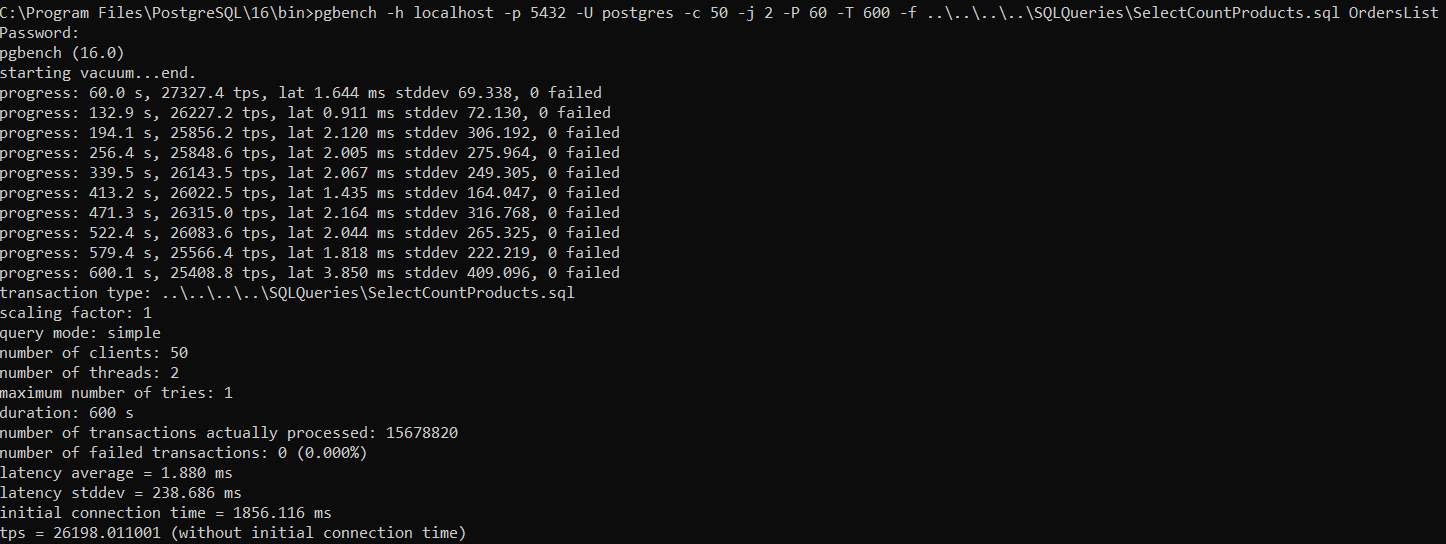 C:\Program Files\PostgreSQL\16\bin>pgbench -h localhost -p 5432 -U postgres -c 50 -j 2 -P 60 -T 600 -f ..\..\..\..\SQLQueries\SelectCountProducts.sql OrdersList
Password:
pgbench (16.0)
starting vacuum...end.
progress: 60.0 s, 27327.4 tps, lat 1.644 ms stddev 69.338, 0 failed
progress: 132.9 s, 26227.2 tps, lat 0.911 ms stddev 72.130, 0 failed
progress: 194.1 s, 25856.2 tps, lat 2.120 ms stddev 306.192, 0 failed
progress: 256.4 s, 25848.6 tps, lat 2.005 ms stddev 275.964, 0 failed
progress: 339.5 s, 26143.5 tps, lat 2.067 ms stddev 249.305, 0 failed
progress: 413.2 s, 26022.5 tps, lat 1.435 ms stddev 164.047, 0 failed
progress: 471.3 s, 26315.0 tps, lat 2.164 ms stddev 316.768, 0 failed
progress: 522.4 s, 26083.6 tps, lat 2.044 ms stddev 265.325, 0 failed
progress: 579.4 s, 25566.4 tps, lat 1.818 ms stddev 222.219, 0 failed
progress: 600.1 s, 25408.8 tps, lat 3.850 ms stddev 409.096, 0 failed
transaction type: ..\..\..\..\SQLQueries\SelectCountProducts.sql
scaling factor: 1
query mode: simple
number of clients: 50
number of threads: 2
maximum number of tries: 1
duration: 600 s
number of transactions actually processed: 15678820
number of failed transactions: 0 (0.000%)
latency average = 1.880 ms
latency stddev = 238.686 ms
initial connection time = 1856.116 ms
tps = 26198.011001 (without initial connection time)